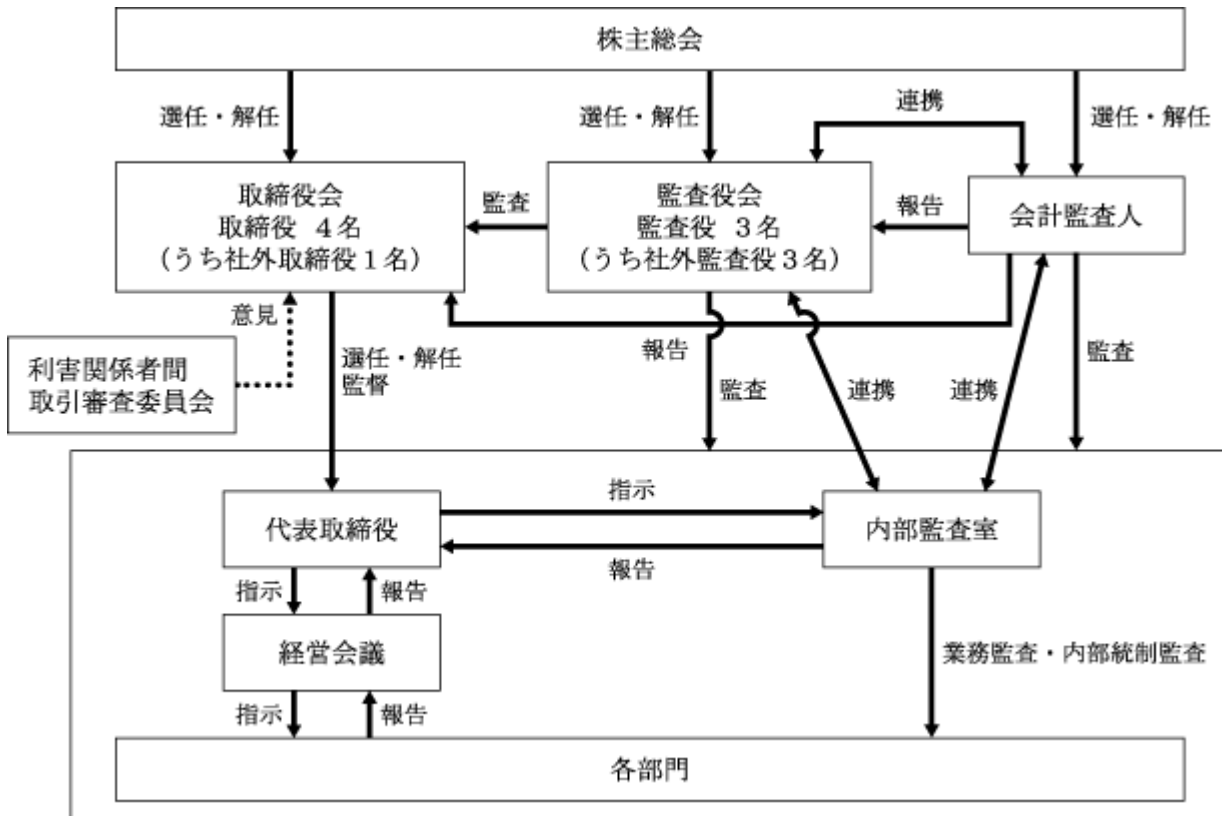 株主総会
選任・解任
選任・解任
連携
選任・解任
取締役会
取締役 4名
（うち社外取締役1名）
監査
監査役会
監査役 3名
（うち社外監査役3名）
報告
会計監査人
意見
利害関係者間
取引審査委員会
選任・解任
監督
報告
監査
連携
連携
監査
代表取締役
指示
報告
内部監査室
指示
報告
経営会議
業務監査・内部統制監査
指示
報告
各部門